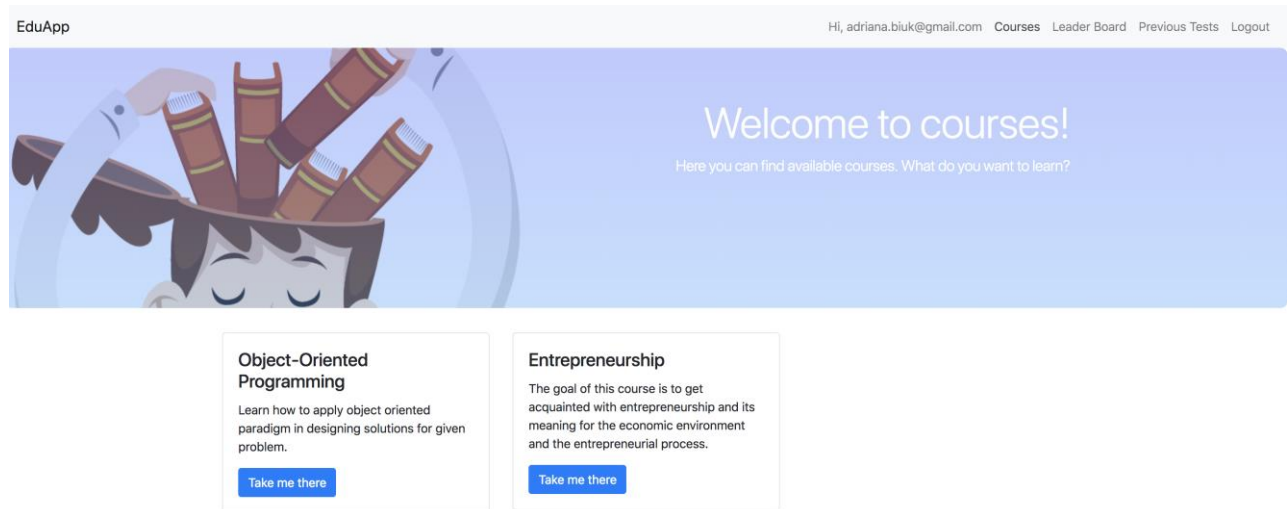 EduApp
Hi, adriana.biuk@gmail.com Courses Leader Board Previous Tests Logout
Welcome to courses!
Here you can find available courses. What do you want to learn?
Object-Oriented
Programming
Learn how to apply object oriented
paradigm in designing solutions for given
problem.
Take me there
Entrepreneurship
The goal of this course is to get
acquainted with entrepreneurship and its
meaning for the economic environment
and the entrepreneurial process.
Take me there